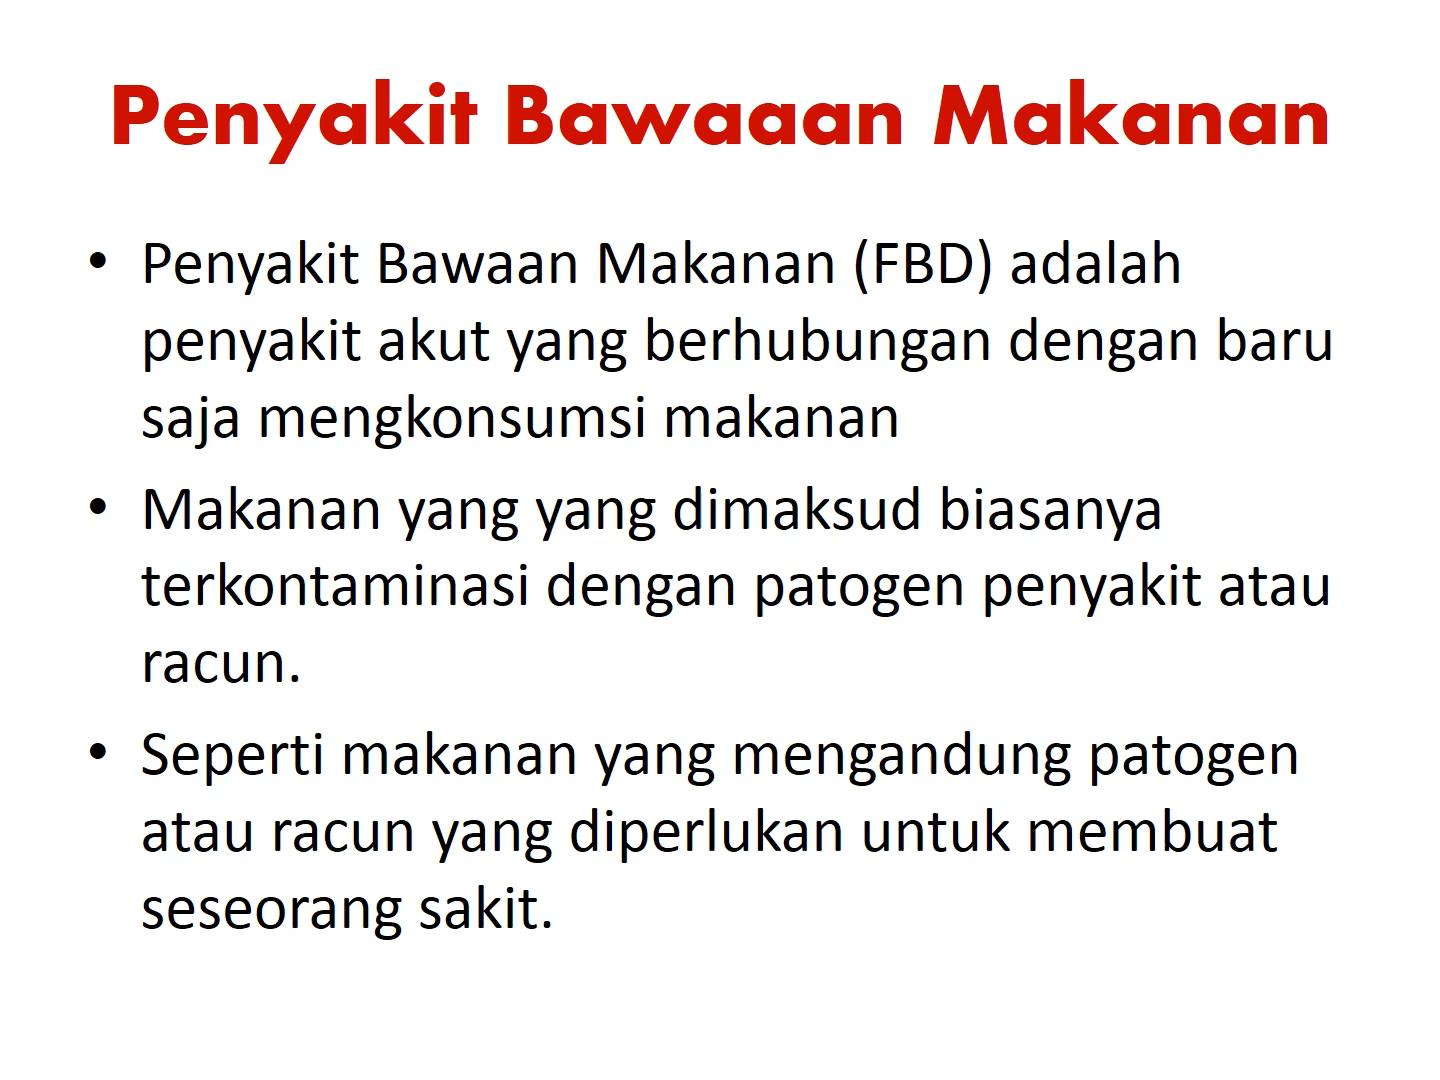 Penyakit Bawaaan Makanan
• Penyakit Bawaan Makanan (FBD) adalah
penyakit akut yang berhubungan dengan baru
saja mengkonsumsi makanan
• Makanan yang yang dimaksud biasanya
terkontaminasi dengan patogen penyakit atau
racun.
• Seperti makanan yang mengandung patogen
atau racun yang diperlukan untuk membuat
seseorang sakit.